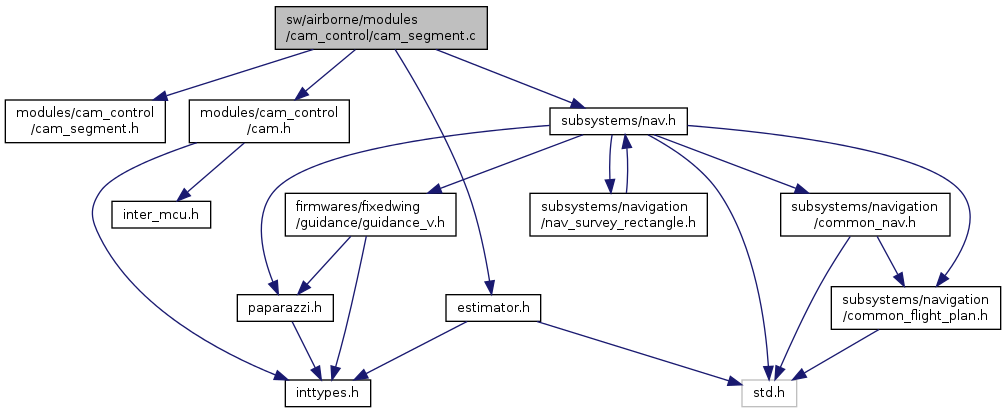 sw/airborne/modules
/cam_control/cam_segment.c
modules/cam_control
/cam_segment.h
modules/cam_control
/cam.h
subsystems/nav.h
inter_mcu.h
firmwares/fixedwing
/guidance/guidance_v.h
subsystems/navigation
/nav_survey_rectangle.h
subsystems/navigation
/common_nav.h
paparazzi.h
estimator.h
subsystems/navigation
/common_flight_plan.h
inttypes.h
std.h